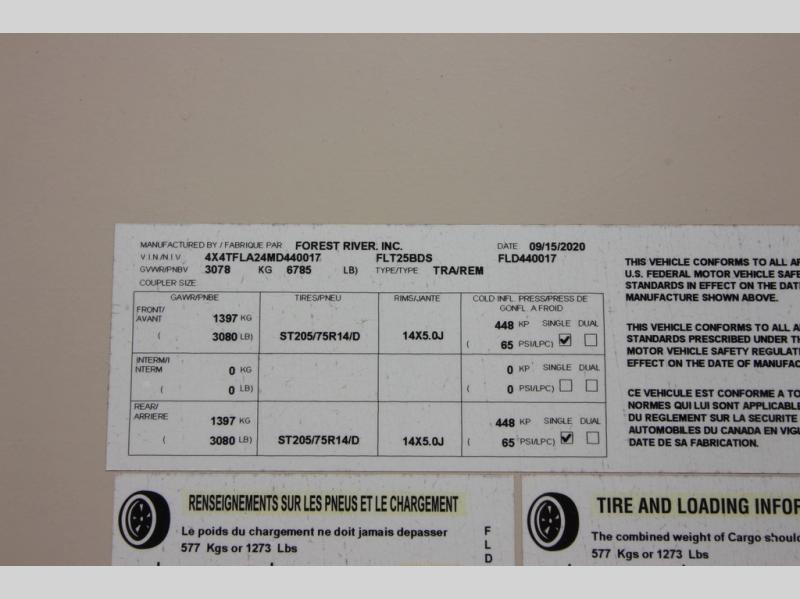 MANUFACTURED BY / FABRIQUE PAR FOREST RIVER. INC. DATE 09/15/2020
V.I.N./N.I.V. 4X4TFLA24MD440017 FLT25BDS FLD440017
GVWR/PNBV 3078 KG 6785 LB) TYPE/TYPE TRA/REM
COUPLER SIZE
GAWR/PNBE TIRES/PNEU RIMS/JANTE COLD INFL. PRESS/PRESS DE
GONFL. A FROID
FRONT/
AVANT 1397 KG 448 KP SINGLE DUAL
( 3080 LB) ST205/75R14/D 14X5.0J ( 65 PSI/LPC)
INTERM/I
NTERM 0 KG 0 KP SINGLE DUAL
( 0 LB) ( 0 PSI/LPC)
REAR/
ARRIERE 1397 KG 448 KP SINGLE DUAL
( 3080 LB) ST205/75R14/D 14X5.0J ( 65 PSI/LPC)
THIS VEHICLE CONFORMS TO ALL AP
U.S. FEDERAL MOTOR VEHICLE SAFE
STANDARDS IN EFFECT ON THE DAT
MANUFACTURE SHOWN ABOVE.
THIS VEHICLE CONFORMS TO ALL A
STANDARDS PRESCRIBED UNDER TH
MOTOR VEHICLE SAFETY REGULAT
EFFECT ON THE DATE OF MANUFAC
CE VEHICULE EST CONFORME A TO
NORMES QUI LUI SONT APPLICABLE
DU REGLEMENT SUR LA SECURITE
AUTOMOBILES DU CANADA EN VIGU
DATE DE SA FABRICATION.
RENSEIGNEMENTS SUR LES PNEUS ET LE CHARGEMENT
Le poids du chargement ne doit jamais depasser
577 Kgs or 1273 Lbs
F
L
D
TIRE AND LOADING INFOR
The combined weight of Cargo shoul
577 Kgs or 1273 Lbs